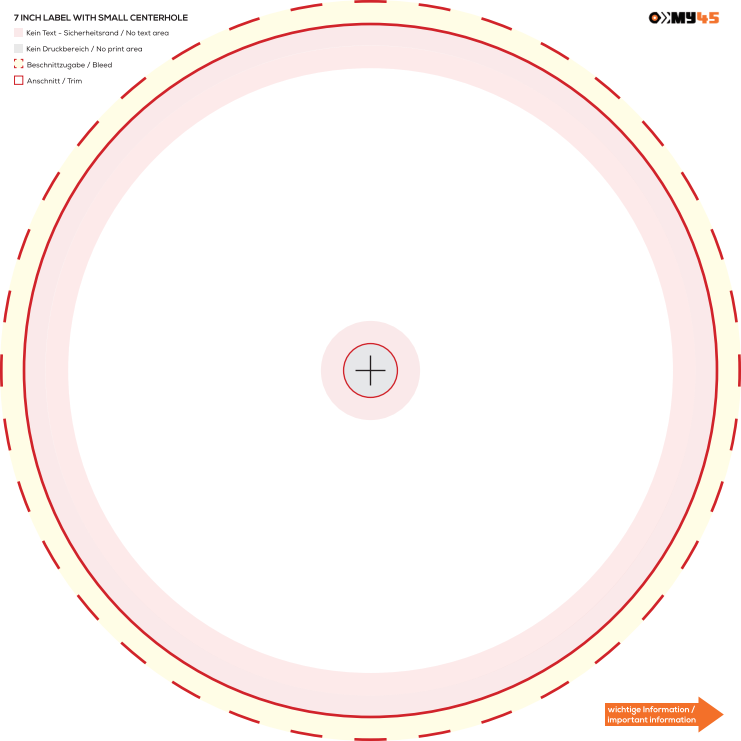 7 INCH LABEL WITH SMALL CENTERHOLE
Kein Text - Sicherheitsrand / No text area
Kein Druckbereich / No print area
Beschnittzugabe / Bleed
Anschnitt / Trim
MY45
wichtige Information /
important information